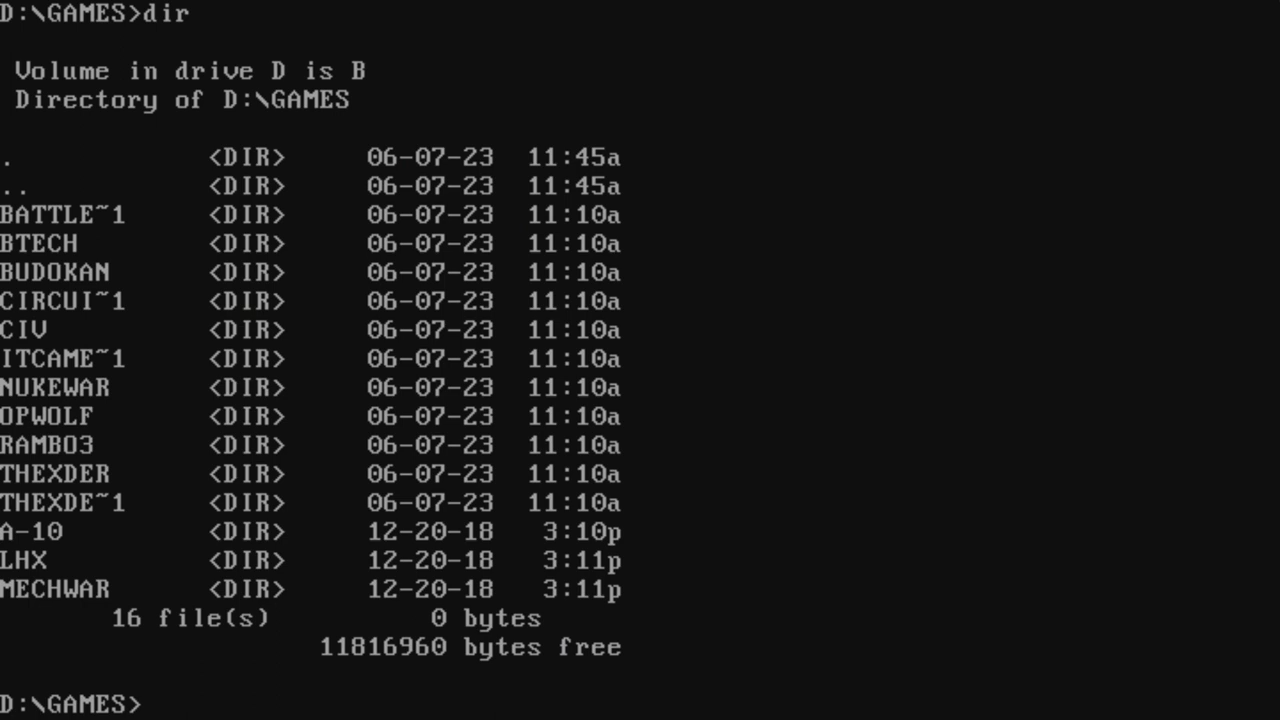 D:\GAMES>dir

 Volume in drive D is B
 Directory of D:\GAMES

.            <DIR>     06-07-23  11:45a
..           <DIR>     06-07-23  11:45a
BATTLE~1     <DIR>     06-07-23  11:10a
BTECH        <DIR>     06-07-23  11:10a
BUDOKAN      <DIR>     06-07-23  11:10a
CIRCUI~1     <DIR>     06-07-23  11:10a
CIV          <DIR>     06-07-23  11:10a
ITCAME~1     <DIR>     06-07-23  11:10a
NUKEWAR      <DIR>     06-07-23  11:10a
OPWOLF       <DIR>     06-07-23  11:10a
RAMBO3       <DIR>     06-07-23  11:10a
THEXDER      <DIR>     06-07-23  11:10a
THEXDE~1     <DIR>     06-07-23  11:10a
A-10         <DIR>     12-20-18   3:10p
LHX          <DIR>     12-20-18   3:11p
MECHWAR      <DIR>     12-20-18   3:11p
       16 file(s)          0 bytes
                    11816960 bytes free

D:\GAMES>